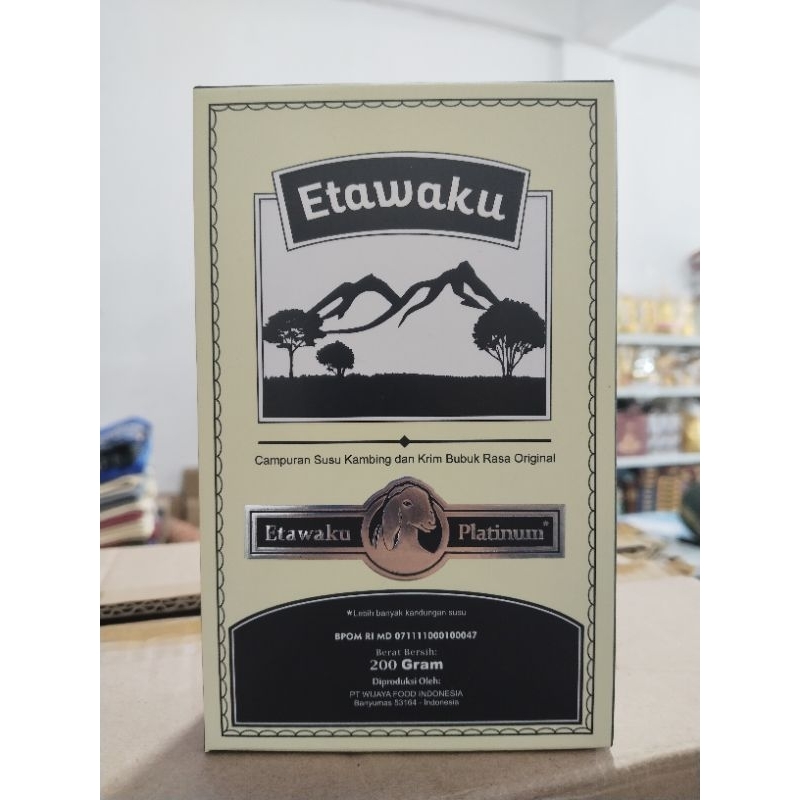 Etawaku
Campuran Susu Kambing dan Krim Bubuk Rasa Original
Etawaku Platinum*
*Lebih banyak kandungan susu
BPOM RI MD 071111000100047
Berat Bersih:
200 Gram
Diproduksi Oleh:
PT WIJAYA FOOD INDONESIA
Banyumas 53164 - Indonesia